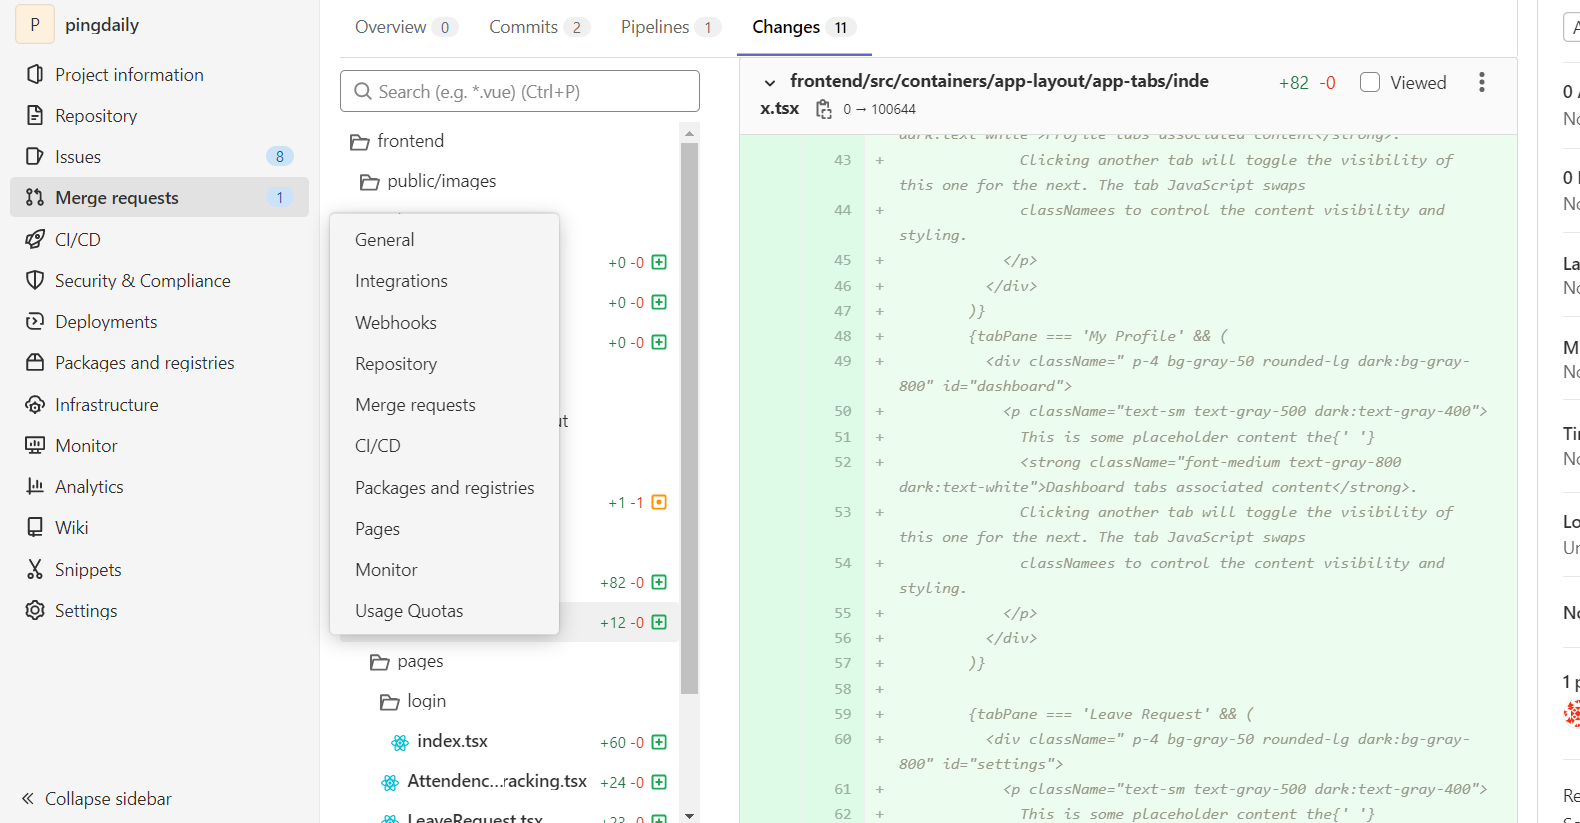 P pingdaily
Project information
Repository
Issues 8
Merge requests 1
CI/CD
Security & Compliance
Deployments
Packages and registries
Infrastructure
Monitor
Analytics
Wiki
Snippets
Settings
Collapse sidebar
Overview 0 Commits 2 Pipelines 1 Changes 11
Search (e.g. *.vue) (Ctrl+P)
frontend
public/images
+0 -0
+0 -0
+0 -0
+1 -1
+82 -0
+12 -0
General
Integrations
Webhooks
Repository
Merge requests
CI/CD
Packages and registries
Pages
Monitor
Usage Quotas
pages
login
index.tsx +60 -0
Attendenc...racking.tsx +24 -0
LeaveRequest.tsx +23 -0
frontend/src/containers/app-layout/app-tabs/inde
x.tsx 0 → 100644
+82 -0 Viewed
dark:text-white">Profile tabs associated content</strong>.
43 + Clicking another tab will toggle the visibility of
this one for the next. The tab JavaScript swaps
44 + classNamees to control the content visibility and
styling.
45 + </p>
46 + </div>
47 + )}
48 + {tabPane === 'My Profile' && (
49 + <div className=" p-4 bg-gray-50 rounded-lg dark:bg-gray-
800" id="dashboard">
50 + <p className="text-sm text-gray-500 dark:text-gray-400">
51 + This is some placeholder content the{' '}
52 + <strong className="font-medium text-gray-800
dark:text-white">Dashboard tabs associated content</strong>.
53 + Clicking another tab will toggle the visibility of
this one for the next. The tab JavaScript swaps
54 + classNamees to control the content visibility and
styling.
55 + </p>
56 + </div>
57 + )}
58 +
59 + {tabPane === 'Leave Request' && (
60 + <div className=" p-4 bg-gray-50 rounded-lg dark:bg-gray-
800" id="settings">
61 + <p className="text-sm text-gray-500 dark:text-gray-400">
62 + This is some placeholder content the{' '}
0
0
1